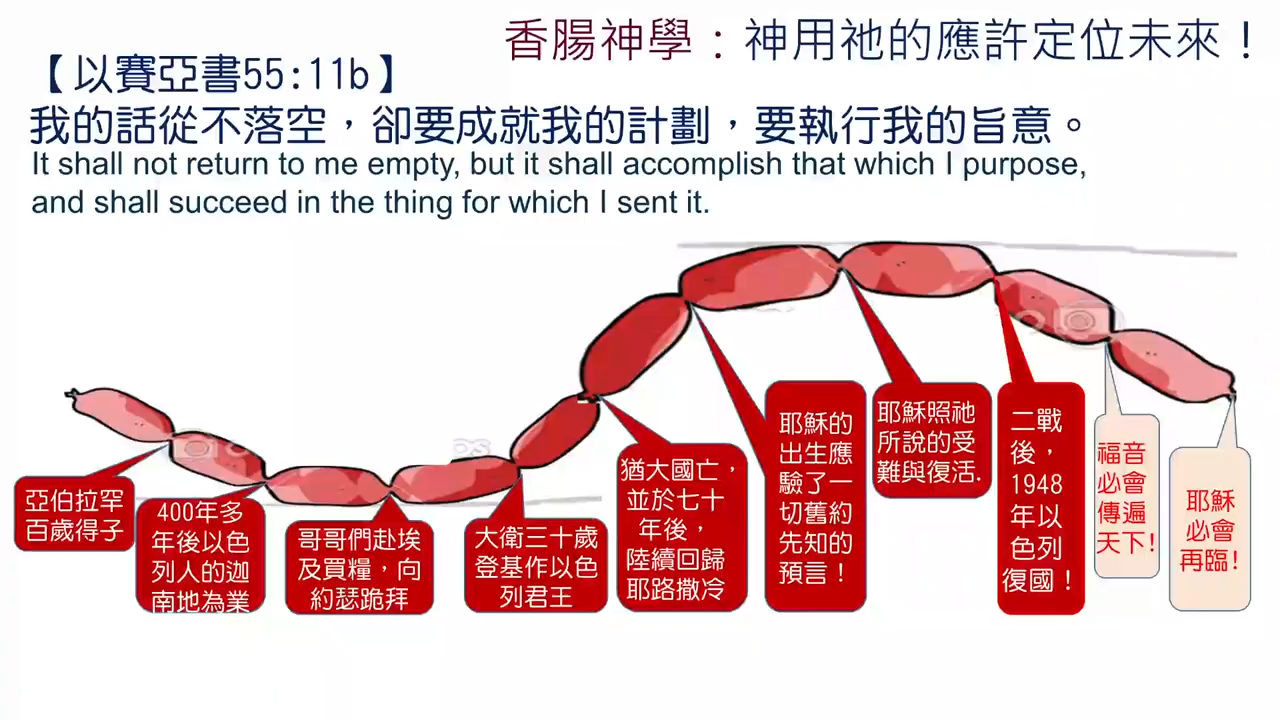 香腸神學：神用祂的應許定位未來！
【以賽亞書55:11b】
我的話從不落空，卻要成就我的計劃，要執行我的旨意。
It shall not return to me empty, but it shall accomplish that which I purpose,
and shall succeed in the thing for which I sent it.
亞伯拉罕
百歲得子
400年多
年後以色
列人的迦
南地為業
哥哥們赴埃
及買糧，向
約瑟跪拜
大衛三十歲
登基作以色
列君王
猶大國亡，
並於七十
年後，
陸續回歸
耶路撒冷
耶穌的
出生應
驗了一
切舊約
先知的
預言！
耶穌照祂
所說的受
難與復活.
二戰
後，
1948
年以
色列
復國！
福音
必會
傳遍
天下!
耶穌
必會
再臨!